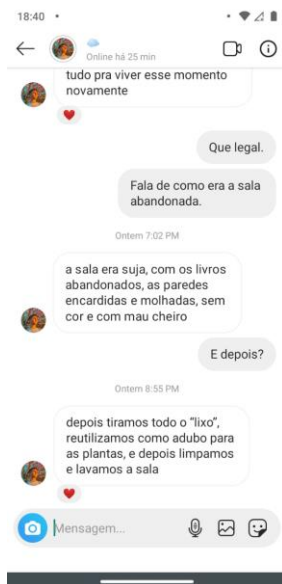 18:40
Online há 25 min
tudo pra viver esse momento
novamente
Que legal.
Fala de como era a sala
abandonada.
Ontem 7:02 PM
a sala era suja, com os livros
abandonados, as paredes
encardidas e molhadas, sem
cor e com mau cheiro
E depois?
Ontem 8:55 PM
depois tiramos todo o “lixo”,
reutilizamos como adubo para
as plantas, e depois limpamos
e lavamos a sala
Mensagem...